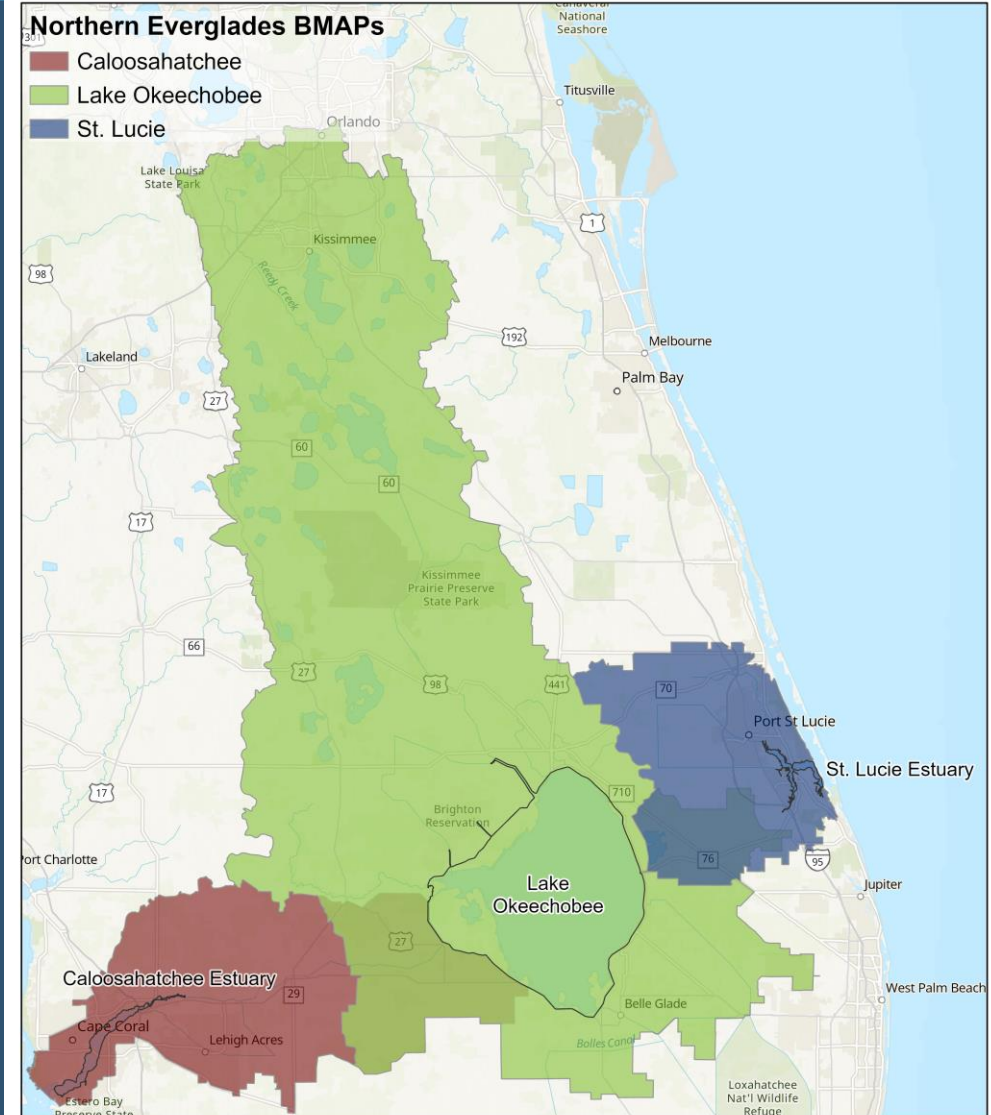 Northern Everglades BMAPs
Caloosahatchee
Lake Okeechobee
St. Lucie
Canaveral
National
Seashore
301
Titusville
Orlando
Lake Louisa
State Park
1
Kissimmee
98
Reedy Creek
192
Melbourne
Lakeland
Palm Bay
27
60
60
17
Kissimmee
Prairie Preserve
State Park
66
27
98
441
70
Port St Lucie
St. Lucie Estuary
17
710
Brighton
Reservation
76
95
Port Charlotte
Lake
Okeechobee
Jupiter
27
Caloosahatchee Estuary
29
West Palm Beach
Belle Glade
Cape Coral
Lehigh Acres
Bolles Canal
Estero Bay
Preserve State
Loxahatchee
Nat'l Wildlife
Refuge